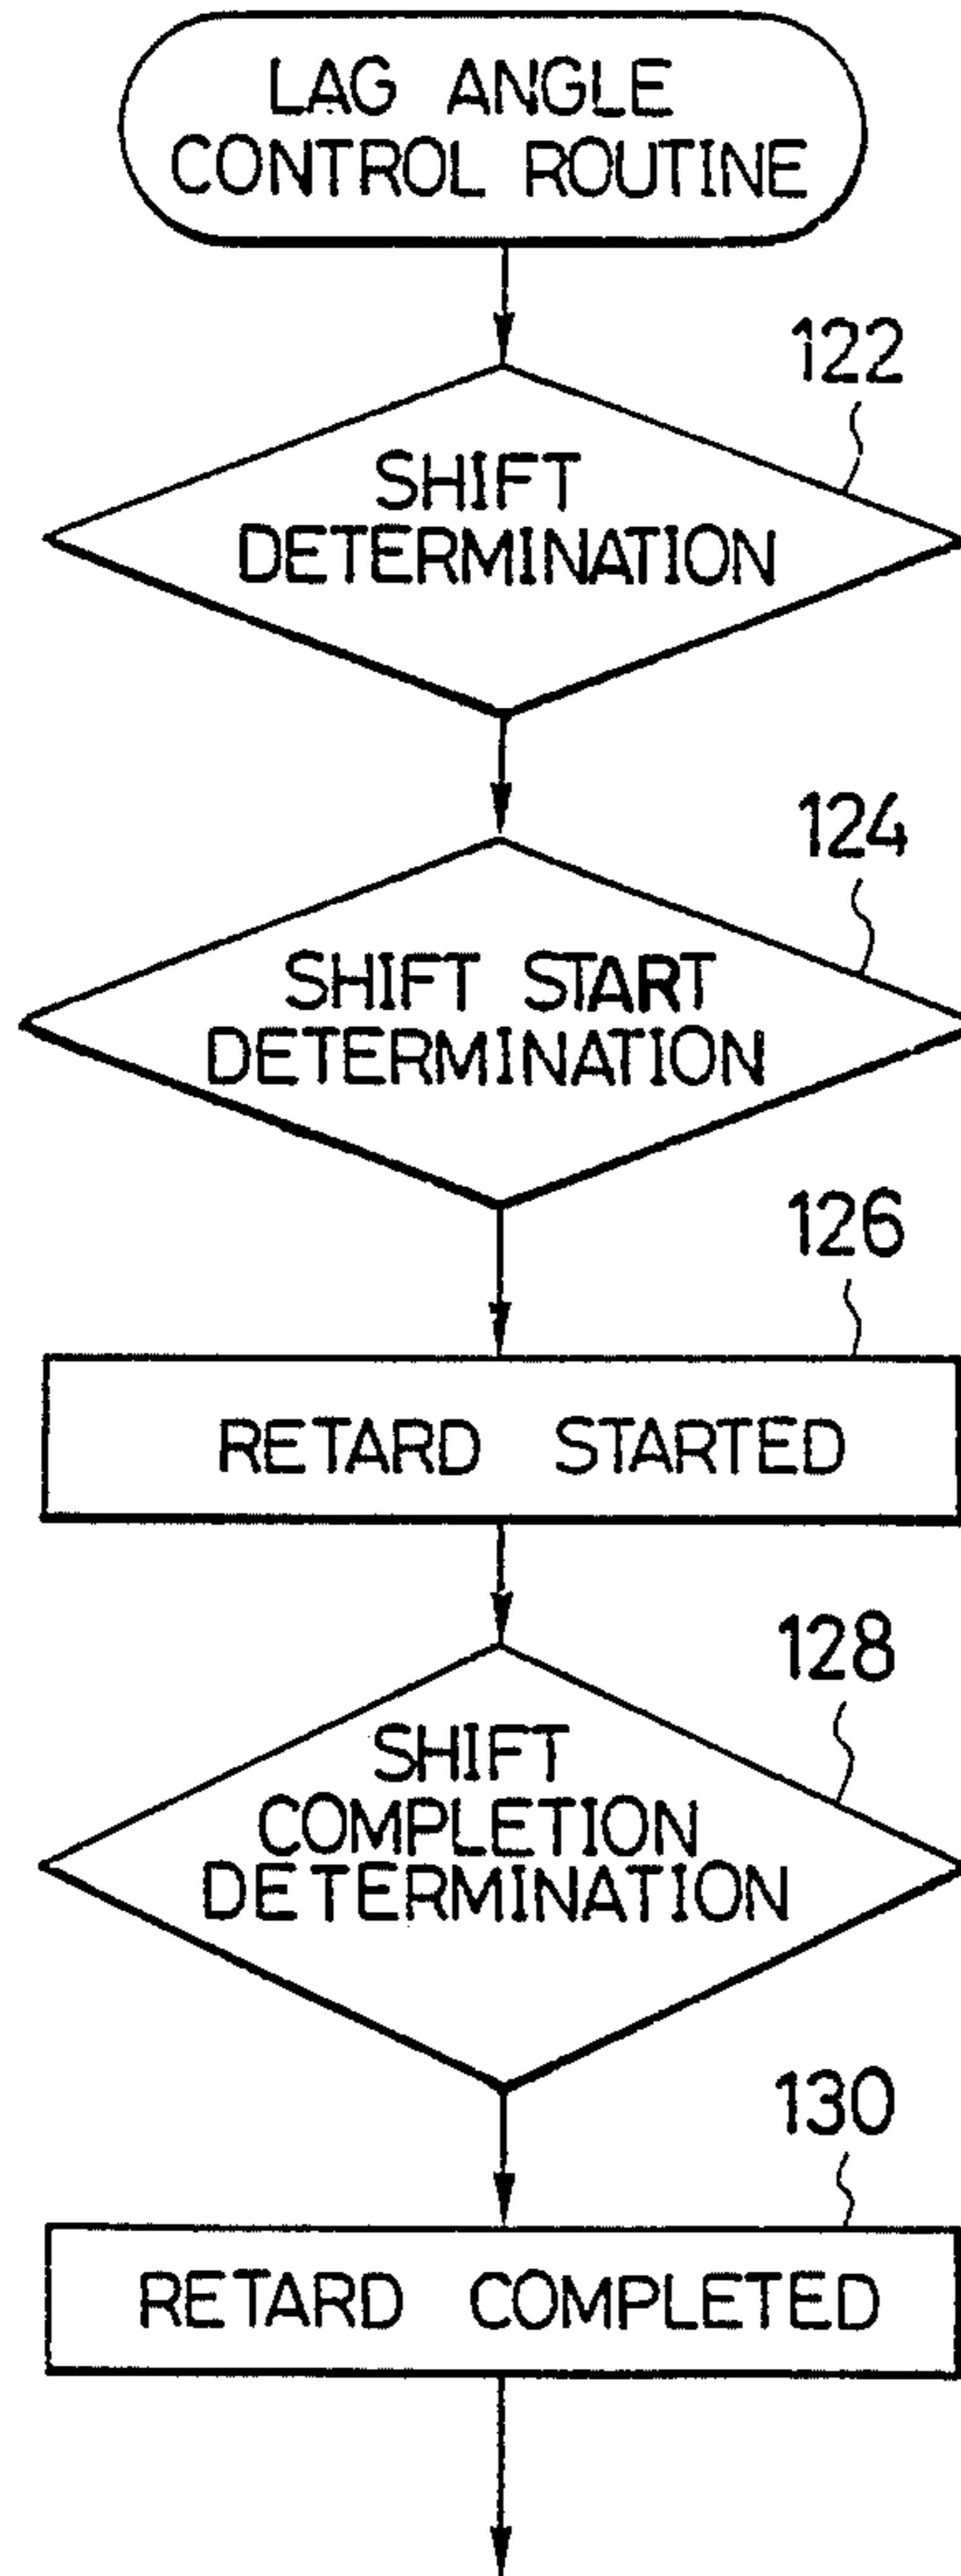 LAG ANGLE
CONTROL ROUTINE
122
SHIFT
DETERMINATION
124
SHIFT START
DETERMINATION
126
RETARD STARTED
128
SHIFT
COMPLETION
DETERMINATION
130
RETARD COMPLETED